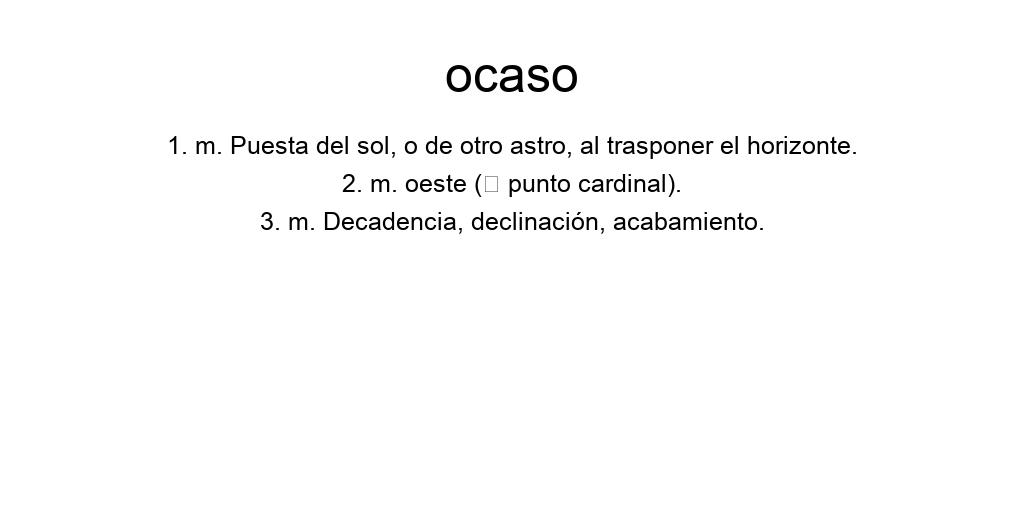 ocaso
1. m. Puesta del sol, o de otro astro, al trasponer el horizonte.
2. m. oeste (□ punto cardinal).
3. m. Decadencia, declinación, acabamiento.